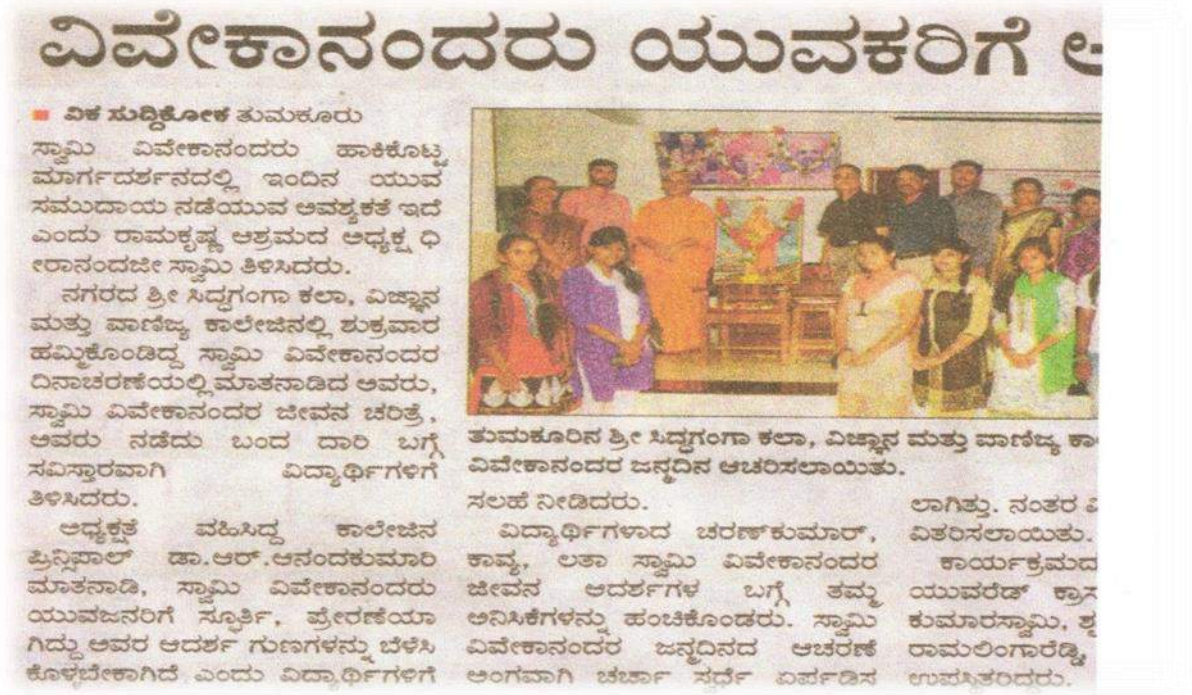 ವಿವೇಕಾನಂದರು ಯುವಕರಿಗೆ
■ ವಿಕ ಸುದ್ದಿಲೋಕ ತುಮಕೂರು
ಸ್ವಾಮಿ ವಿವೇಕಾನಂದರು ಹಾಕಿಕೊಟ್ಟ
ಮಾರ್ಗದರ್ಶನದಲ್ಲಿ ಇಂದಿನ ಯುವ
ಸಮುದಾಯ ನಡೆಯುವ ಅವಶ್ಯಕತೆ ಇದೆ
ಎಂದು ರಾಮಕೃಷ್ಣ ಆಶ್ರಮದ ಅಧ್ಯಕ್ಷ ಧಿ
ೀರಾನಂದಜೀ ಸ್ವಾಮಿ ತಿಳಿಸಿದರು.
ನಗರದ ಶ್ರೀ ಸಿದ್ಧಗಂಗಾ ಕಲಾ, ವಿಜ್ಞಾನ
ಮತ್ತು ವಾಣಿಜ್ಯ ಕಾಲೇಜಿನಲ್ಲಿ ಶುಕ್ರವಾರ
ಹಮ್ಮಿಕೊಂಡಿದ್ದ ಸ್ವಾಮಿ ವಿವೇಕಾನಂದರ
ದಿನಾಚರಣೆಯಲ್ಲಿ ಮಾತನಾಡಿದ ಅವರು,
ಸ್ವಾಮಿ ವಿವೇಕಾನಂದರ ಜೀವನ ಚರಿತ್ರೆ,
ಅವರು ನಡೆದು ಬಂದ ದಾರಿ ಬಗ್ಗೆ
ಸವಿಸ್ತಾರವಾಗಿ ವಿದ್ಯಾರ್ಥಿಗಳಿಗೆ
ತಿಳಿಸಿದರು.
ಅಧ್ಯಕ್ಷತೆ ವಹಿಸಿದ್ದ ಕಾಲೇಜಿನ
ಪ್ರಿನ್ಸಿಪಾಲ್ ಡಾ.ಆರ್.ಆನಂದಕುಮಾರಿ
ಮಾತನಾಡಿ, ಸ್ವಾಮಿ ವಿವೇಕಾನಂದರು
ಯುವಜನರಿಗೆ ಸ್ಫೂರ್ತಿ, ಪ್ರೇರಣೆಯಾ
ಗಿದ್ದು ಅವರ ಆದರ್ಶ ಗುಣಗಳನ್ನು ಬೆಳೆಸಿ
ಕೊಳ್ಳಬೇಕಾಗಿದೆ ಎಂದು ವಿದ್ಯಾರ್ಥಿಗಳಿಗೆ
ತುಮಕೂರಿನ ಶ್ರೀ ಸಿದ್ಧಗಂಗಾ ಕಲಾ, ವಿಜ್ಞಾನ ಮತ್ತು ವಾಣಿಜ್ಯ
ವಿವೇಕಾನಂದರ ಜನ್ಮದಿನ ಆಚರಿಸಲಾಯಿತು.
ಸಲಹೆ ನೀಡಿದರು.
ವಿದ್ಯಾರ್ಥಿಗಳಾದ ಚರಣ್‌ಕುಮಾರ್,
ಕಾವ್ಯ, ಲತಾ ಸ್ವಾಮಿ ವಿವೇಕಾನಂದರ
ಜೀವನ ಆದರ್ಶಗಳ ಬಗ್ಗೆ ತಮ್ಮ
ಅನಿಸಿಕೆಗಳನ್ನು ಹಂಚಿಕೊಂಡರು. ಸ್ವಾಮಿ
ವಿವೇಕಾನಂದರ ಜನ್ಮದಿನದ ಆಚರಣೆ
ಅಂಗವಾಗಿ ಚರ್ಚಾ ಸ್ಪರ್ಧೆ ಏರ್ಪಡಿಸ
ಲಾಗಿತ್ತು. ನಂತರ
ವಿತರಿಸಲಾಯಿತು.
ಕಾರ್ಯಕ್ರಮದ
ಯುವರೆಡ್ ಕ್ರಾಸ
ಕುಮಾರಸ್ವಾಮಿ,
ರಾಮಲಿಂಗಾರೆಡ್ಡಿ,
ಉಪಸ್ಥಿತರಿದರು.